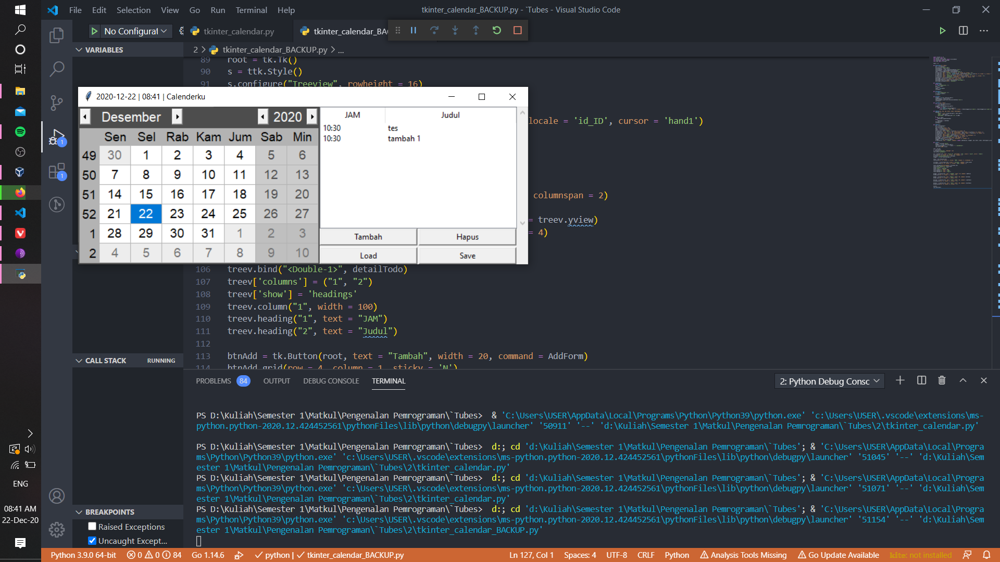 File Edit Selection View Go Run Terminal Help
tkinter_calendar_BACKUP.py - `Tubes - Visual Studio Code
No Configurat
tkinter_calendar.py
tkinter_calendar_BA
VARIABLES
2 > tkinter_calendar_BACKUP.py > ...
89 root = tk.Tk()
90 s = ttk.Style()
91 s.configure("Treeview", rowheight = 16)
2020-12-22 | 08:41 | Calenderku
Desember 2020
Sen Sel Rab Kam Jum Sab Min
49 30 1 2 3 4 5 6
50 7 8 9 10 11 12 13
51 14 15 16 17 18 19 20
52 21 22 23 24 25 26 27
1 28 29 30 31 1 2 3
2 4 5 6 7 8 9 10
JAM Judul
10:30 tes
10:30 tambah 1
Tambah Hapus
Load Save
locale = 'id_ID', cursor = 'hand1')
columnspan = 2)
= treev.yview)
= 4)
106 treev.bind("<Double-1>", detailTodo)
107 treev['columns'] = ("1", "2")
108 treev['show'] = 'headings'
109 treev.column("1", width = 100)
110 treev.heading("1", text = "JAM")
111 treev.heading("2", text = "Judul")
112
113 btnAdd = tk.Button(root, text = "Tambah", width = 20, command = AddForm)
114 btnAdd.grid(row = 4, column = 1, sticky = 'N')
CALL STACK RUNNING
BREAKPOINTS
Raised Exceptions
Uncaught Except...
PROBLEMS 84 OUTPUT DEBUG CONSOLE TERMINAL
2: Python Debug Consc
PS D:\Kuliah\Semester 1\Matkul\Pengenalan Pemrograman\`Tubes> & 'C:\Users\USER\AppData\Local\Programs\Python\Python39\python.exe' 'c:\Users\USER\.vscode\extensions\ms-
python.python-2020.12.424452561\pythonFiles\lib\python\debugpy\launcher' '50911' '--' 'd:\Kuliah\Semester 1\Matkul\Pengenalan Pemrograman\`Tubes\2\tkinter_calendar.py'
PS D:\Kuliah\Semester 1\Matkul\Pengenalan Pemrograman\`Tubes> d:; cd 'd:\Kuliah\Semester 1\Matkul\Pengenalan Pemrograman\`Tubes'; & 'C:\Users\USER\AppData\Local\Progra
ms\Python\Python39\python.exe' 'c:\Users\USER\.vscode\extensions\ms-python.python-2020.12.424452561\pythonFiles\lib\python\debugpy\launcher' '51045' '--' 'd:\Kuliah\Sem
ester 1\Matkul\Pengenalan Pemrograman\`Tubes\2\tkinter_calendar.py'
PS D:\Kuliah\Semester 1\Matkul\Pengenalan Pemrograman\`Tubes> d:; cd 'd:\Kuliah\Semester 1\Matkul\Pengenalan Pemrograman\`Tubes'; & 'C:\Users\USER\AppData\Local\Progra
ms\Python\Python39\python.exe' 'c:\Users\USER\.vscode\extensions\ms-python.python-2020.12.424452561\pythonFiles\lib\python\debugpy\launcher' '51071' '--' 'd:\Kuliah\Sem
ester 1\Matkul\Pengenalan Pemrograman\`Tubes\2\tkinter_calendar.py'
PS D:\Kuliah\Semester 1\Matkul\Pengenalan Pemrograman\`Tubes> d:; cd 'd:\Kuliah\Semester 1\Matkul\Pengenalan Pemrograman\`Tubes'; & 'C:\Users\USER\AppData\Local\Progra
ms\Python\Python39\python.exe' 'c:\Users\USER\.vscode\extensions\ms-python.python-2020.12.424452561\pythonFiles\lib\python\debugpy\launcher' '51154' '--' 'd:\Kuliah\Sem
ester 1\Matkul\Pengenalan Pemrograman\`Tubes\2\tkinter_calendar_BACKUP.py'
1
1
ENG
08:41 AM
22-Dec-20
Python 3.9.0 64-bit 0 0 84 Go 1.14.6 python | tkinter_calendar_BACKUP.py Ln 127, Col 1 Spaces: 4 UTF-8 CRLF Python Analysis Tools Missing Go Update Available kite: not installed